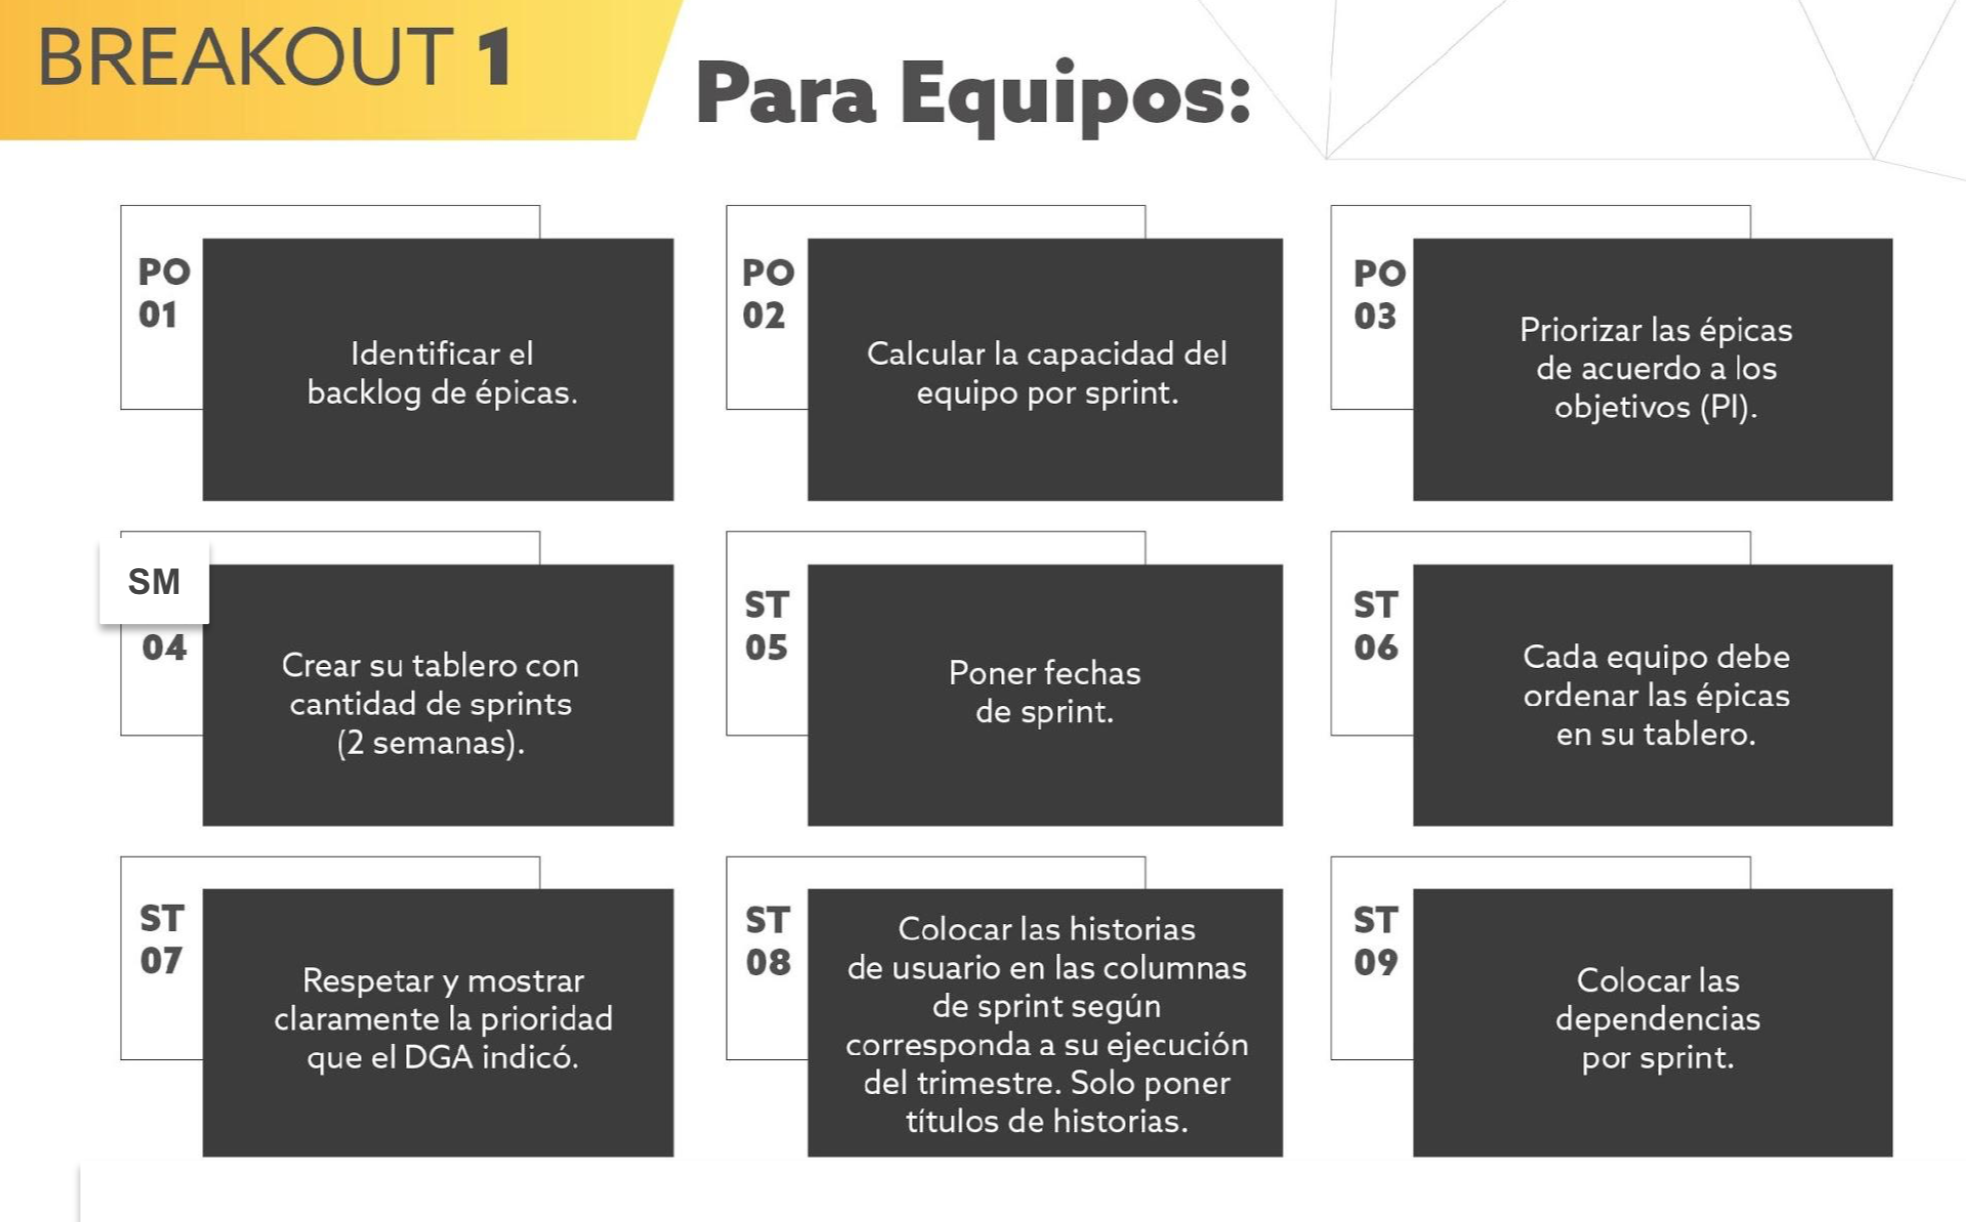 BREAKOUT 1
Para Equipos:
PO
01
Identificar el
backlog de épicas.
PO
02
Calcular la capacidad del
equipo por sprint.
PO
03
Priorizar las épicas
de acuerdo a los
objetivos (PI).
SM
04
Crear su tablero con
cantidad de sprints
(2 semanas).
ST
05
Poner fechas
de sprint.
ST
06
Cada equipo debe
ordenar las épicas
en su tablero.
ST
07
Respetar y mostrar
claramente la prioridad
que el DGA indicó.
ST
08
Colocar las historias
de usuario en las columnas
de sprint según
corresponda a su ejecución
del trimestre. Solo poner
títulos de historias.
ST
09
Colocar las
dependencias
por sprint.